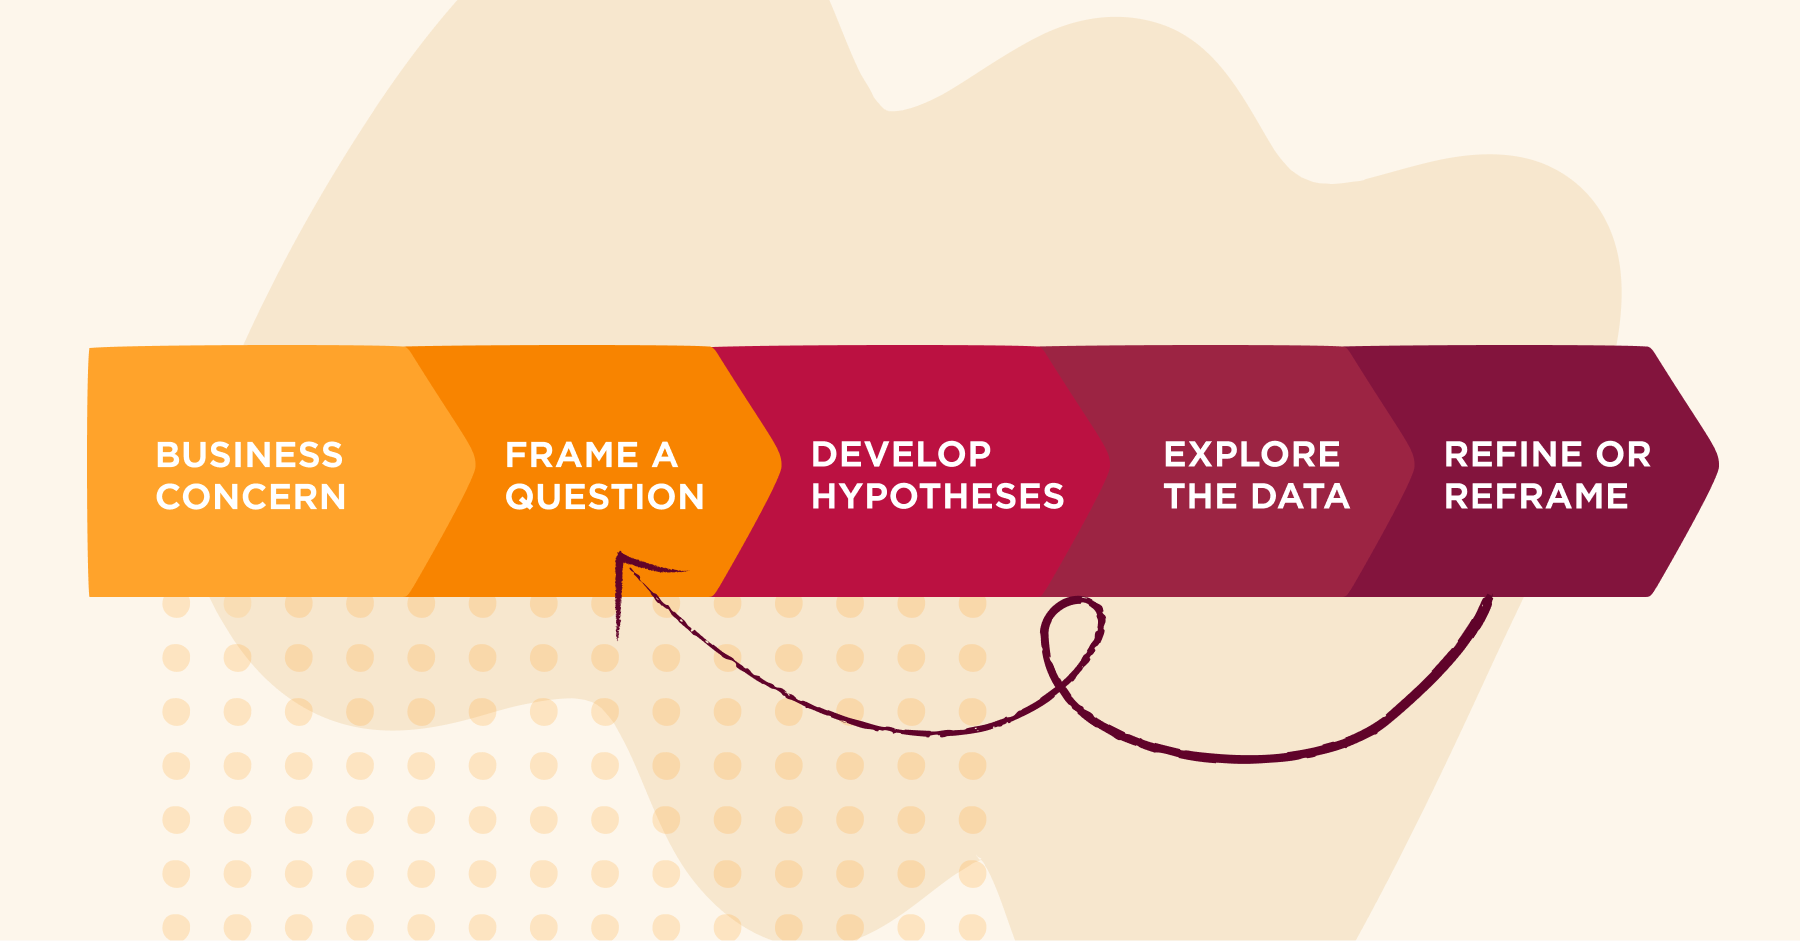 BUSINESS
CONCERN
FRAME A
QUESTION
DEVELOP
HYPOTHESES
EXPLORE
THE DATA
REFINE OR
REFRAME